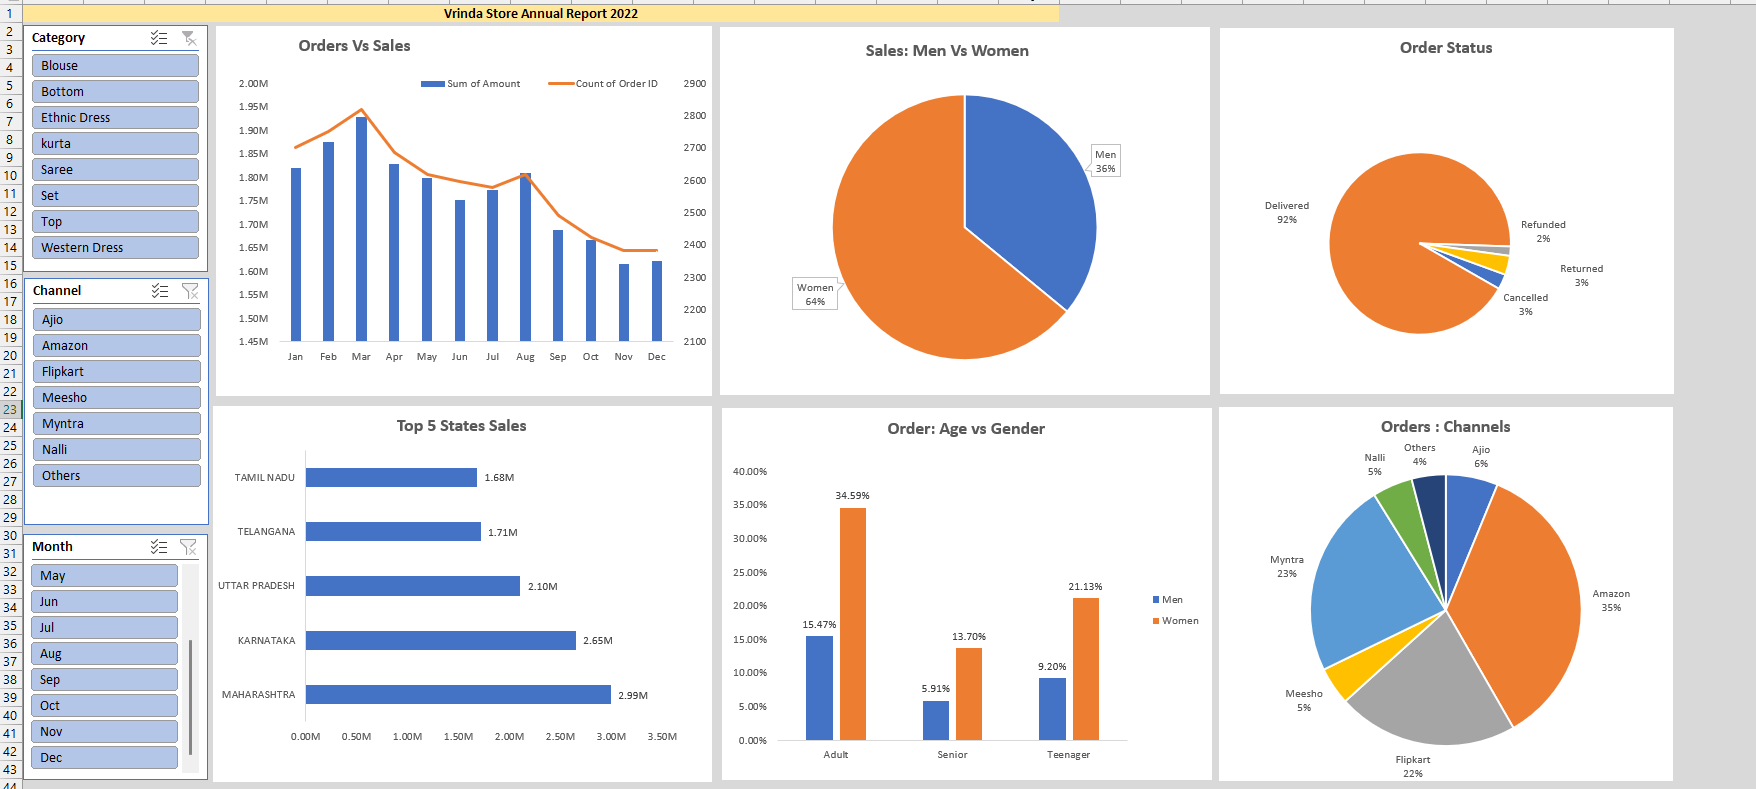 Vrinda Store Annual Report 2022
1
2
3
4
5
6
7
8
9
10
11
12
13
14
15
16
17
18
19
20
21
22
23
24
25
26
27
28
29
30
31
32
33
34
35
36
37
38
39
40
41
42
43
44
Category
Blouse
Bottom
Ethnic Dress
kurta
Saree
Set
Top
Western Dress
Channel
Ajio
Amazon
Flipkart
Meesho
Myntra
Nalli
Others
Month
May
Jun
Jul
Aug
Sep
Oct
Nov
Dec
Orders Vs Sales
Sum of Amount Count of Order ID
2.00M
1.95M
1.90M
1.85M
1.80M
1.75M
1.70M
1.65M
1.60M
1.55M
1.50M
1.45M
2900
2800
2700
2600
2500
2400
2300
2200
2100
Jan Feb Mar Apr May Jun Jul Aug Sep Oct Nov Dec
Sales: Men Vs Women
Men
36%
Women
64%
Order Status
Delivered
92%
Refunded
2%
Returned
3%
Cancelled
3%
Top 5 States Sales
TAMIL NADU 1.68M
TELANGANA 1.71M
UTTAR PRADESH 2.10M
KARNATAKA 2.65M
MAHARASHTRA 2.99M
0.00M 0.50M 1.00M 1.50M 2.00M 2.50M 3.00M 3.50M
Order: Age vs Gender
40.00%
35.00%
30.00%
25.00%
20.00%
15.00%
10.00%
5.00%
0.00%
15.47% 34.59%
5.91% 13.70%
9.20% 21.13%
Adult Senior Teenager
Men
Women
Orders : Channels
Ajio
6%
Amazon
35%
Flipkart
22%
Meesho
5%
Myntra
23%
Nalli
5%
Others
4%